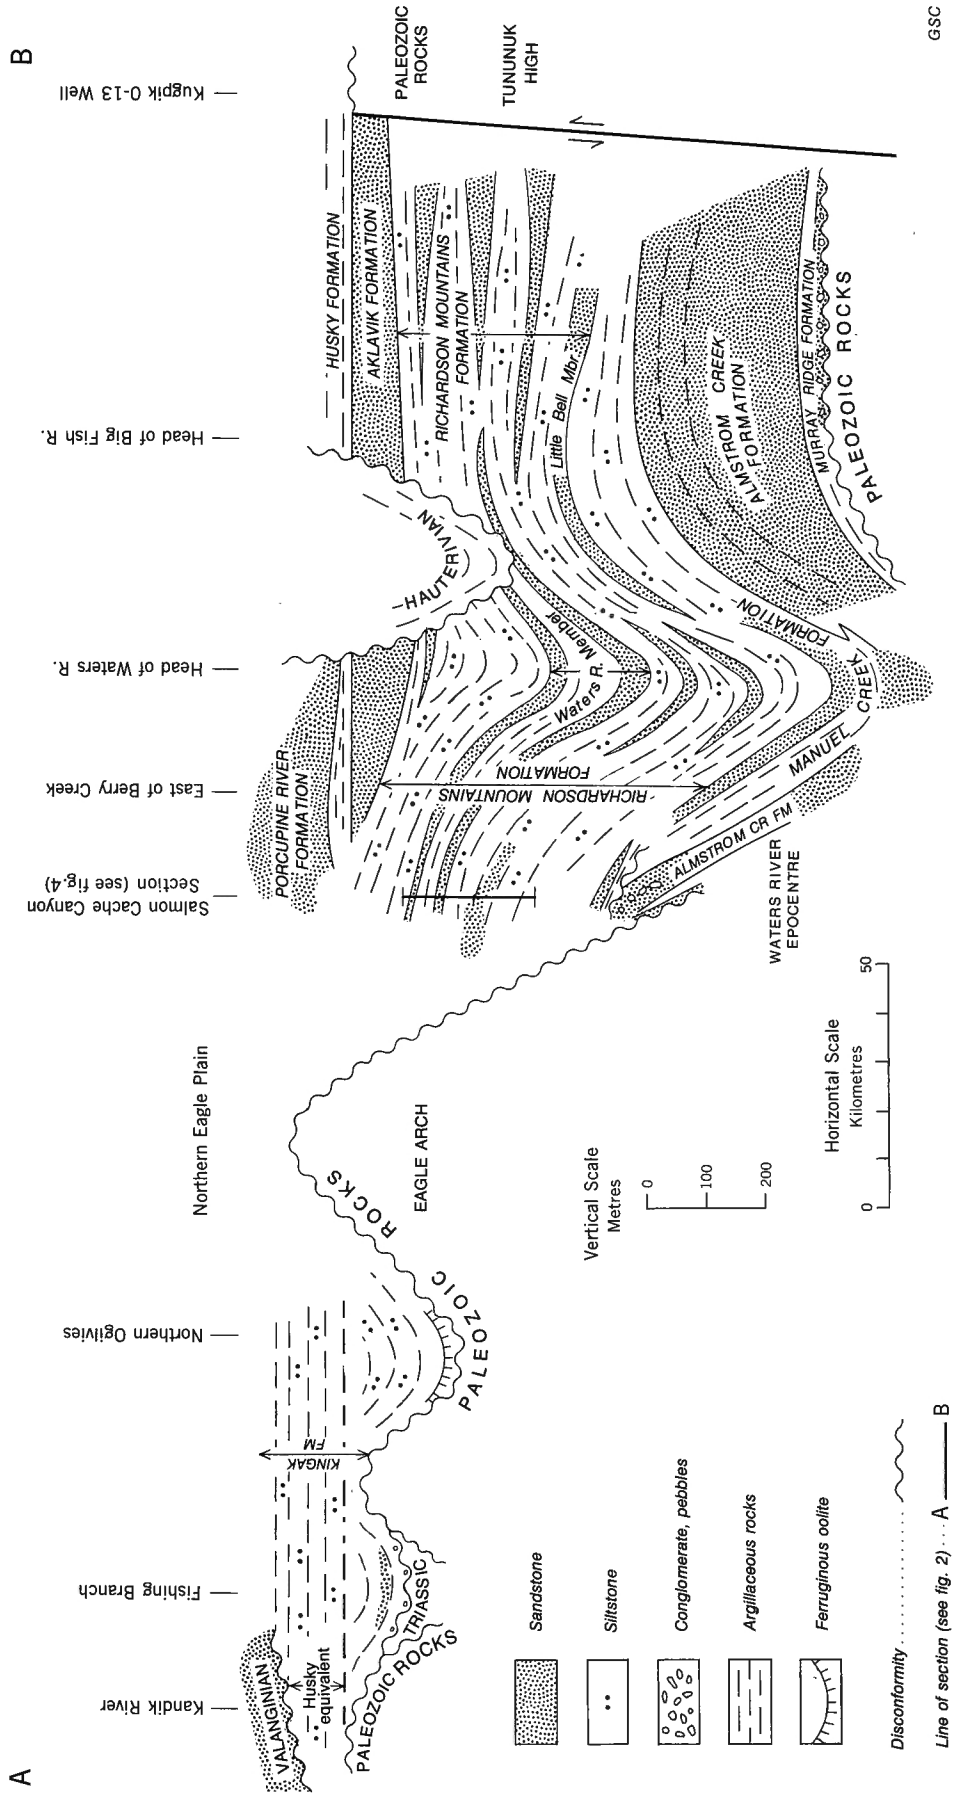 A
B
Kandik River
Fishing Branch
Northern Ogilvies
Northern Eagle Plain
Salmon Cache Canyon
Section (see fig.4)
East of Berry Creek
Head of Waters R.
Head of Big Fish R.
Kugpik 0-13 Well
VALANGINIAN
Husky
equivalent
PALEOZOIC ROCKS
TRIASSIC
KINGAK
FM
PALEOZOIC
ROCKS
EAGLE ARCH
PORCUPINE RIVER
FORMATION
RICHARDSON MOUNTAINS
FORMATION
Waters R. Member
HAUTERIVIAN
ALMSTROM CR FM
MANUEL
CREEK
FORMATION
WATERS RIVER
EPOCENTRE
HUSKY FORMATION
AKLAVIK FORMATION
RICHARDSON MOUNTAINS
FORMATION
Little Bell Mbr
ALMSTROM CREEK
FORMATION
MURRAY RIDGE FORMATION
PALEOZOIC ROCKS
PALEOZOIC
ROCKS
TUNUNUK
HIGH
Sandstone
Siltstone
Conglomerate, pebbles
Argillaceous rocks
Ferruginous oolite
Disconformity
Line of section (see fig. 2) ... A B
Vertical Scale
Metres
0
100
200
Horizontal Scale
Kilometres
0
50
GSC